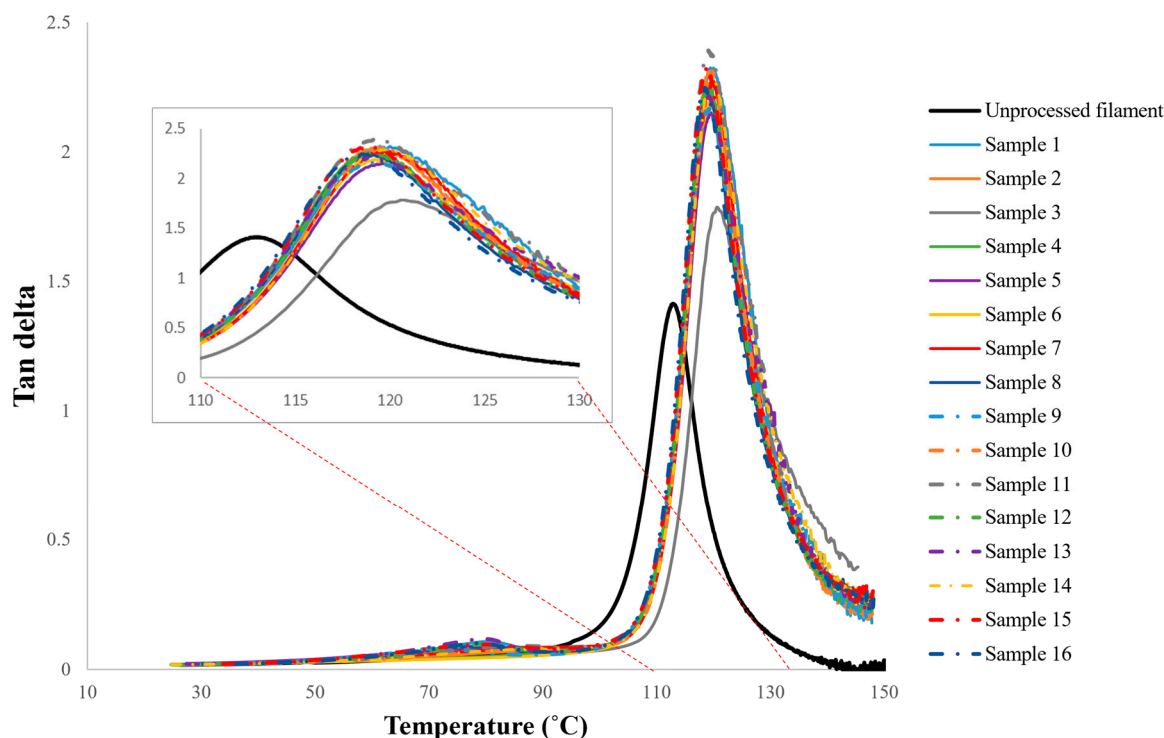 2.5
2
1.5
1
0.5
0
Tan delta
10
30
50
70
90
110
130
150
Temperature (˚C)
2.5
2
1.5
1
0.5
0
110
115
120
125
130
Unprocessed filament
Sample 1
Sample 2
Sample 3
Sample 4
Sample 5
Sample 6
Sample 7
Sample 8
Sample 9
Sample 10
Sample 11
Sample 12
Sample 13
Sample 14
Sample 15
Sample 16